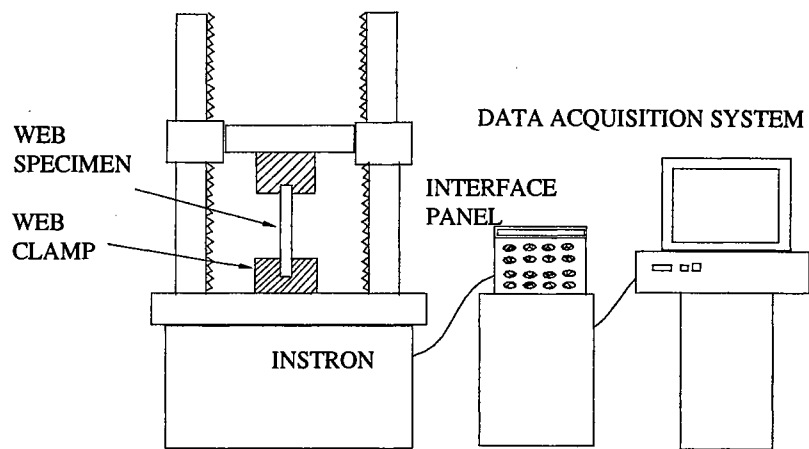 WEB
SPECIMEN
WEB
CLAMP
INSTRON
DATA ACQUISITION SYSTEM
INTERFACE
PANEL